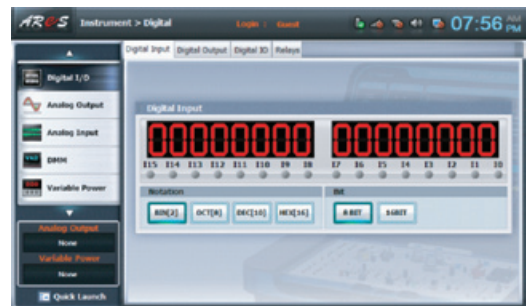 ARES Instrument > Digital Login : Guest 07:56 AM PM
Digital Input Digital Output Digital IO Relays
Digital I/O
Analog Output
Analog Input
DMM
Variable Power
Digital Input
00000000 00000000
I15 I14 I13 I12 I11 I10 I9 I8 I7 I6 I5 I4 I3 I2 I1 I0
Notation Bit
BIN[2] OCT[8] DEC[10] HEX[16] 8 BIT 16BIT
Analog Output
None
Variable Power
None
Quick Launch